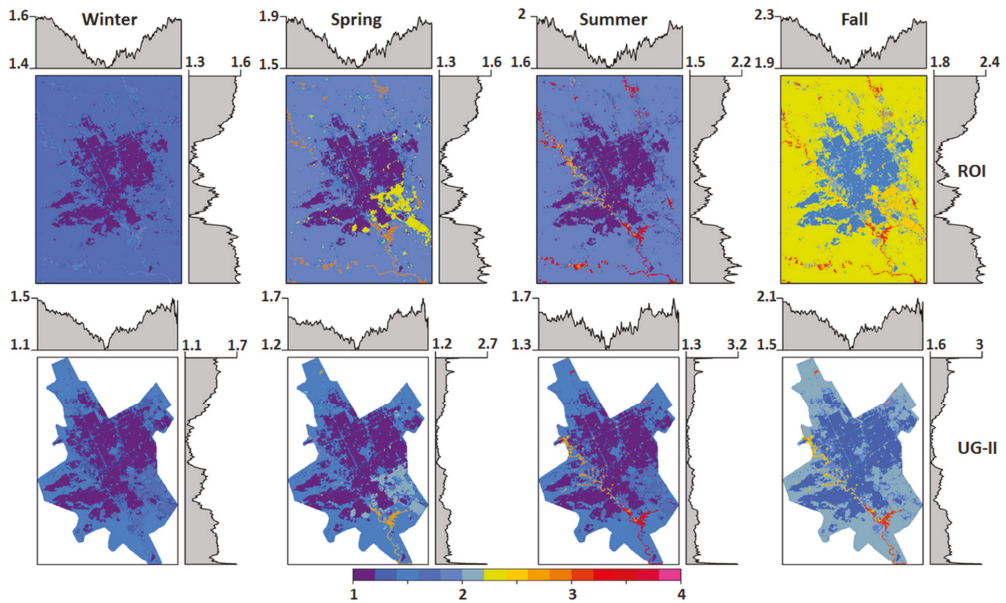 1.6 Winter 1.9 Spring 2 Summer 2.3 Fall
1.4 1.3 1.6 1.5 1.3 1.6 1.6 1.5 2.2 1.9 1.8 2.4
ROI
1.5 1.7 1.7 2.1
1.1 1.1 1.7 1.2 1.2 2.7 1.3 1.3 3.2 1.5 1.6 3
UG-II
1 2 3 4